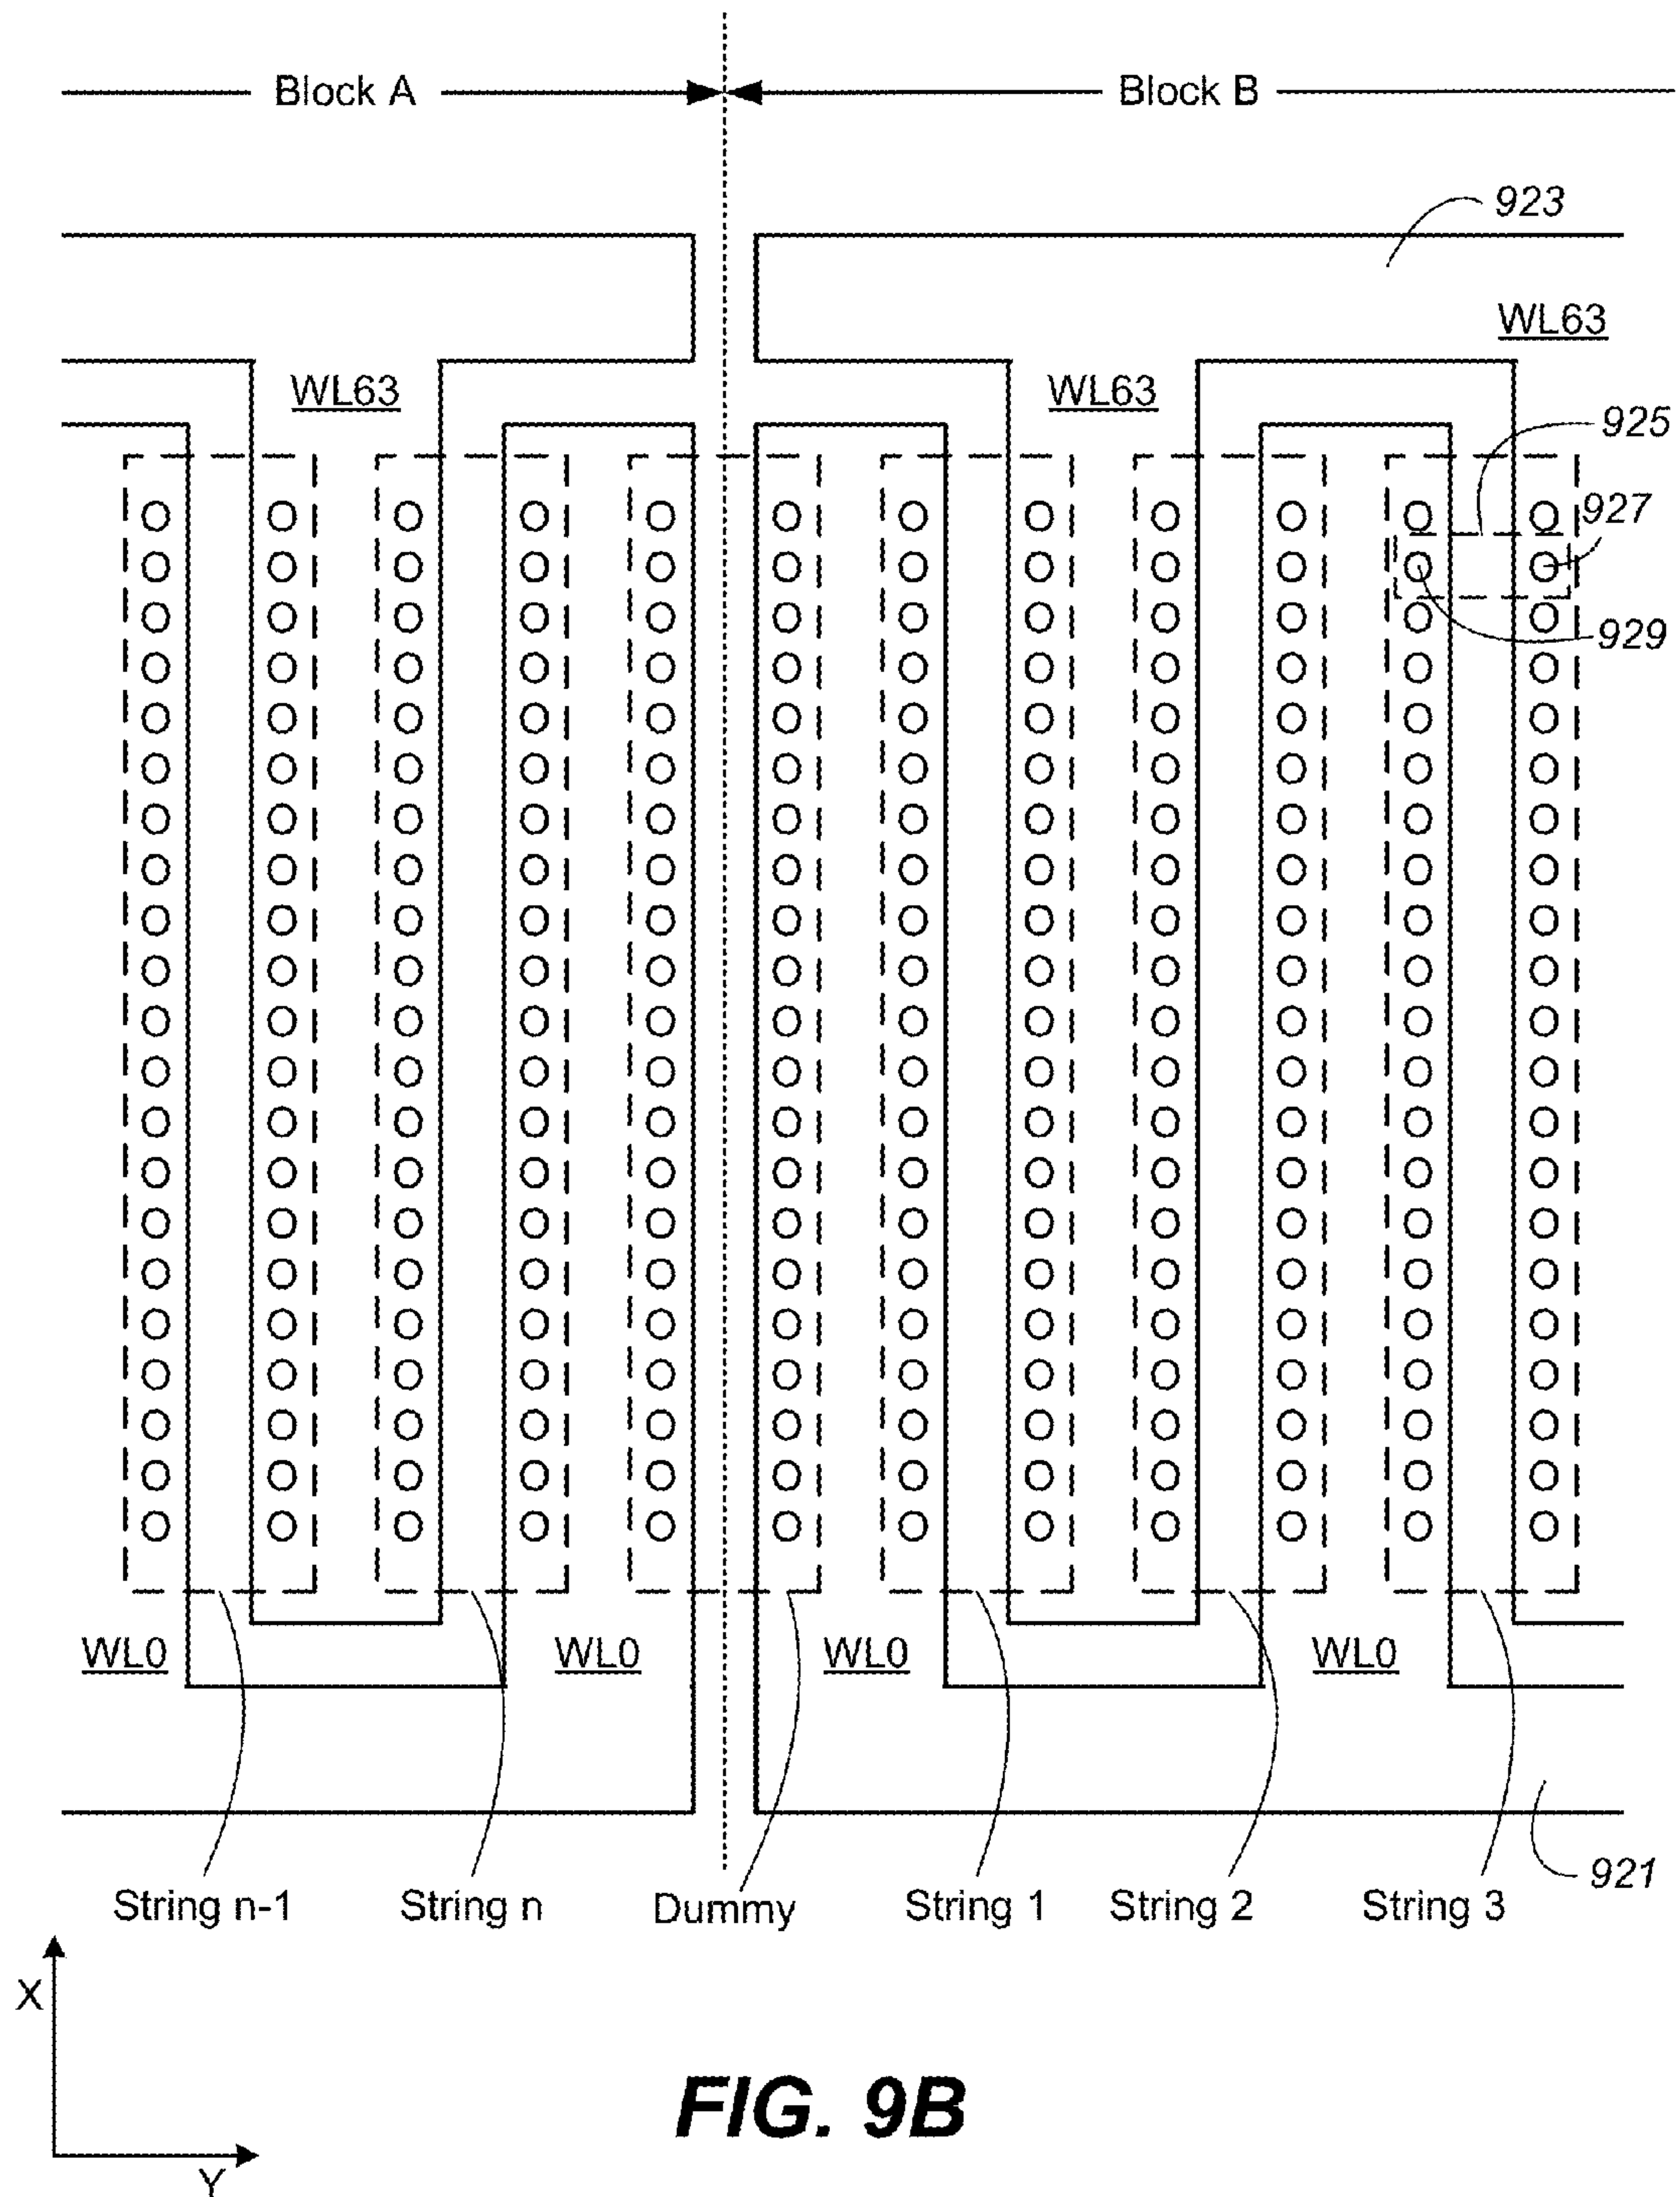 Block A
Block B
923
WL63
WL63
WL63
925
927
929
WL0
WL0
WL0
WL0
921
String n-1
String n
Dummy
String 1
String 2
String 3
X
Y
FIG. 9B